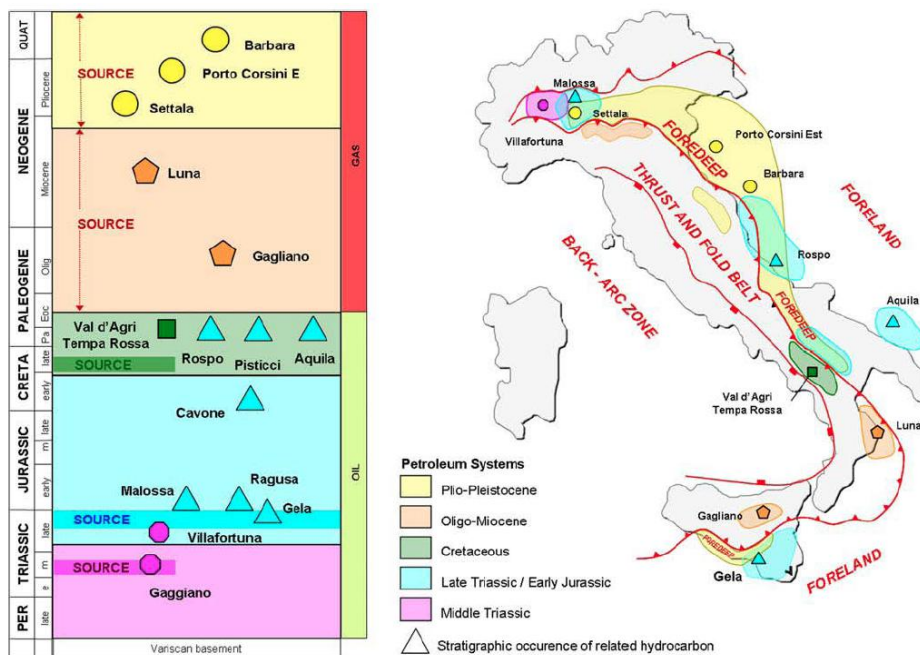 QUAT
NEOGENE
PALEOGENE
CRETA
JURASSIC
TRIASSIC
PER
Pliocene
Miocene
Olig
Eoc
Pa
late
early
late
m
early
late
m
e
late
SOURCE
Barbara
Porto Corsini E
Settala
Luna
SOURCE
Gagliano
GAS
Val d'Agri
Tempa Rossa
Rospo
Pisticci
Aquila
SOURCE
Cavone
OIL
Malossa
Ragusa
Gela
SOURCE
Villafortuna
SOURCE
Gaggiano
Variscan basement
Malossa
Settala
Villafortuna
Porto Corsini Est
Barbara
FOREDEEP
FORELAND
THRUST AND FOLD BELT
BACK - ARC ZONE
Rospo
Aquila
FOREDEEP
Val d'Agri
Tempa Rossa
Luna
Gagliano
FOREDEEP
Gela
FORELAND
Petroleum Systems
Plio-Pleistocene
Oligo-Miocene
Cretaceous
Late Triassic / Early Jurassic
Middle Triassic
Stratigraphic occurence of related hydrocarbon